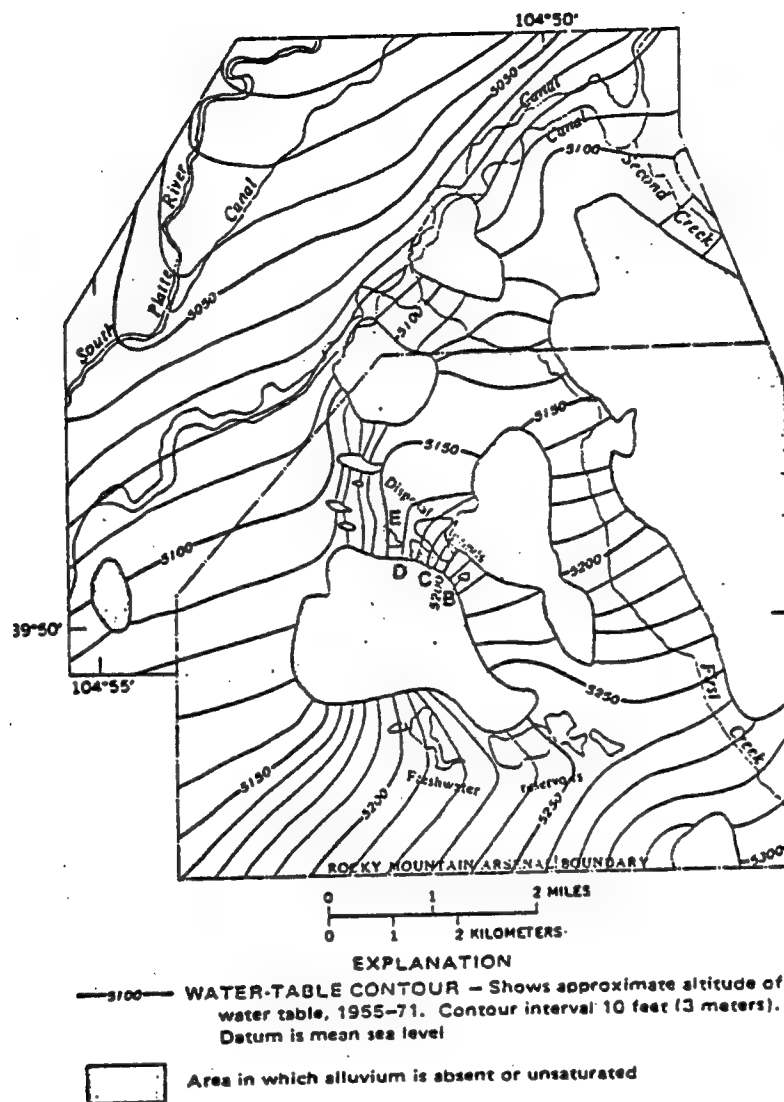 104°50'
5050
Canal
Canal
5100
Second
Creek
River
Canal
South Platte
5050
5100
5150
5150
Disposal
E
D
C
B
5200
5200
5100
39°50'
104°55'
5250
First
Creek
5150
5200
Freshwater
reservoirs
5250
5300
ROCKY MOUNTAIN ARSENAL BOUNDARY
0 1 2 MILES
0 1 2 KILOMETERS
EXPLANATION
5100 WATER-TABLE CONTOUR – Shows approximate altitude of
water table, 1955–71. Contour interval 10 feet (3 meters).
Datum is mean sea level
Area in which alluvium is absent or unsaturated